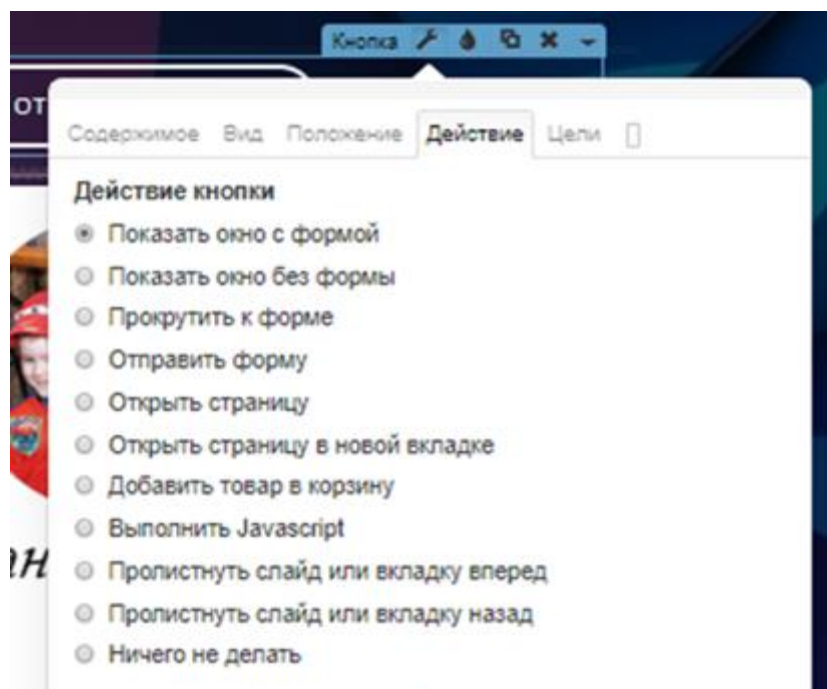 Кнопка
от
Содержимое Вид Положение Действие Цели
Действие кнопки
Показать окно с формой
Показать окно без формы
Прокрутить к форме
Отправить форму
Открыть страницу
Открыть страницу в новой вкладке
Добавить товар в корзину
Выполнить Javascript
ан
Пролистнуть слайд или вкладку вперед
Пролистнуть слайд или вкладку назад
Ничего не делать